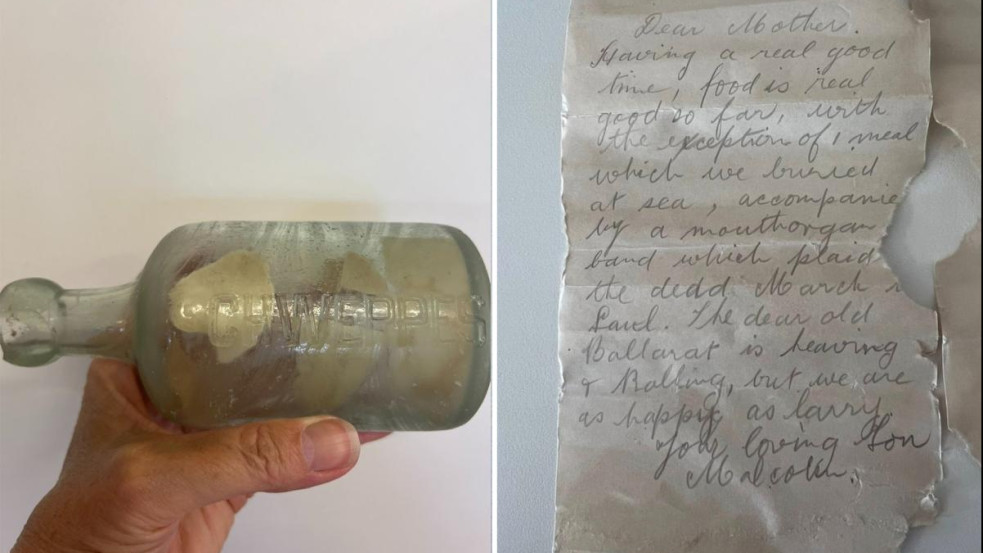 SCHWEPPES
Dear Mother.
Having a real good
time, food is real
good so far, with
the exception of 1 meal
which we buried
at sea, accompanie
by a mouthorgan
band which plaid
the dedd March
Saul. The dear old
Ballarat is heaving
& Rolling, but we are
as happy as larry.
Your loving Son
Malcolm.